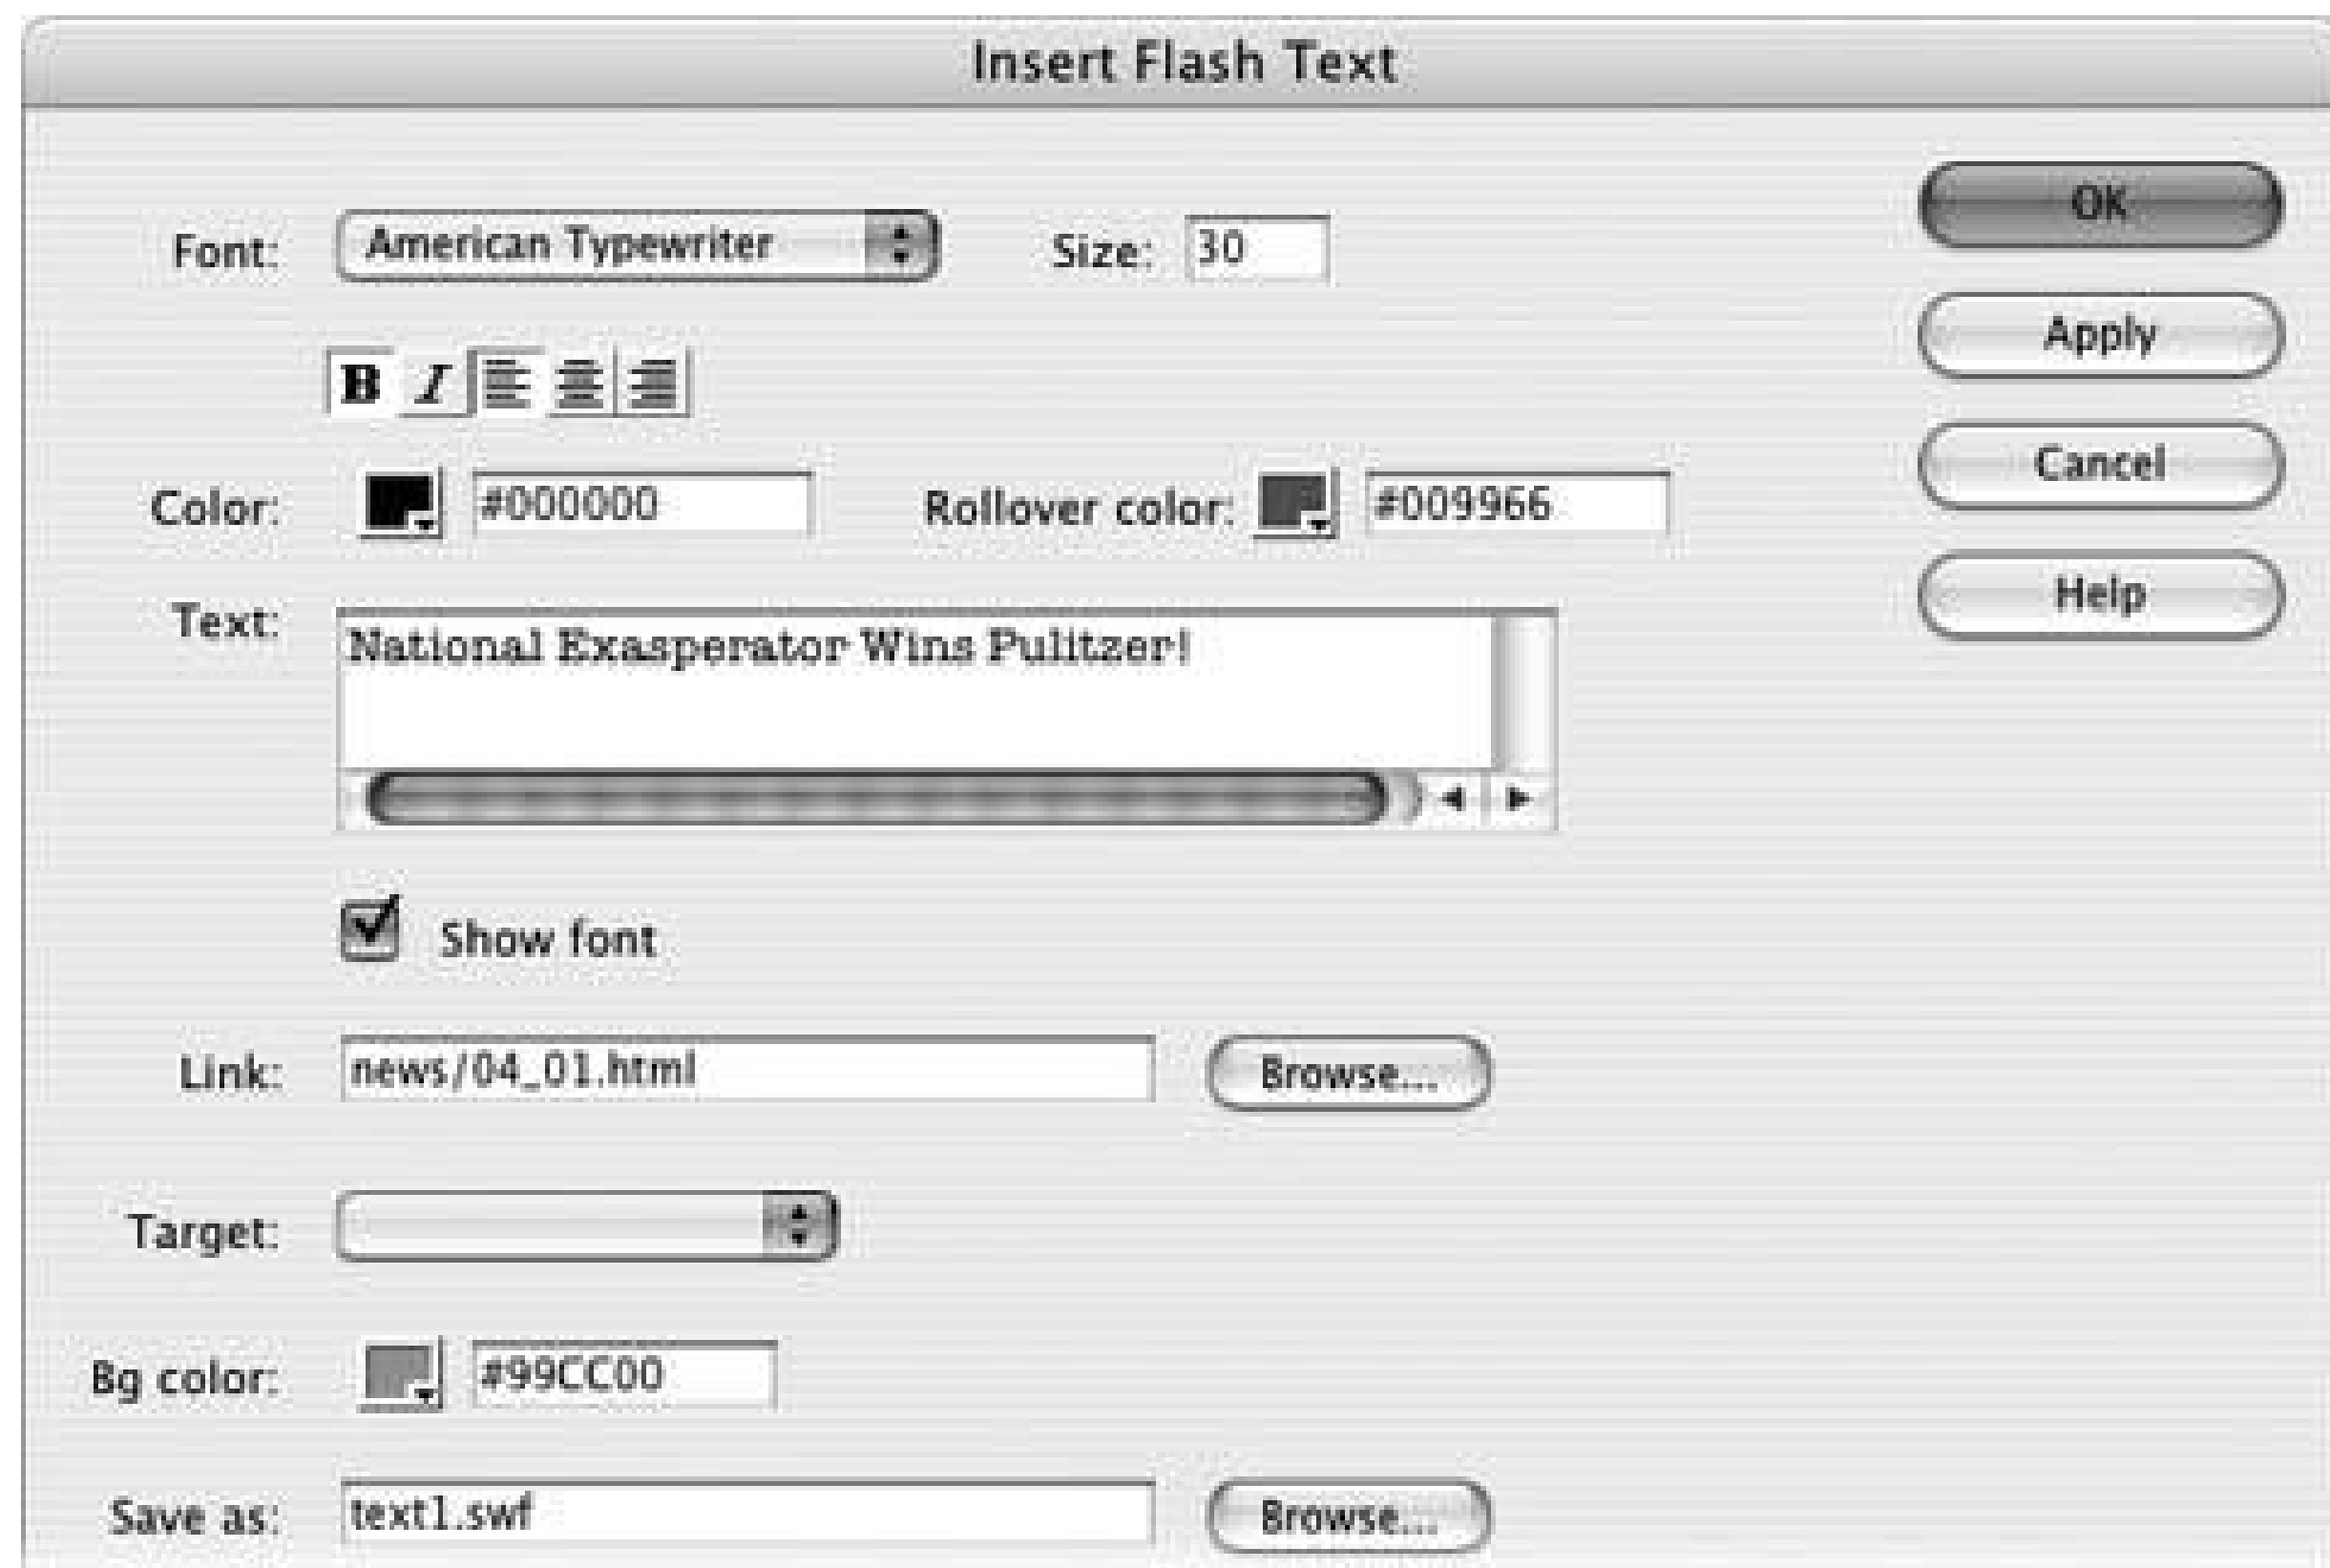 Insert Flash Text
Font: American Typewriter Size: 30
OK
Apply
B I
Cancel
Color: #000000 Rollover color: #009966
Help
Text: National Exasperator Wins Pulitzer!
Show font
Link: news/04_01.html Browse...
Target:
Bg color: #99CC00
Save as: text1.swf Browse...